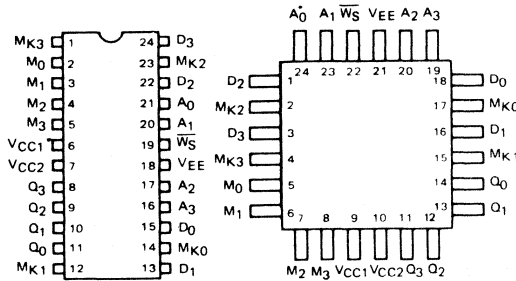 MK3 1 24 D3
M0 2 23 MK2
M1 3 22 D2
M2 4 21 A0
M3 5 20 A1
VCC1 6 19 W̅S̅
VCC2 7 18 VEE
Q3 8 17 A2
Q2 9 16 A3
Q1 10 15 D0
Q0 11 14 MK0
MK1 12 13 D1
A0 A1 W̅S̅ VEE A2 A3
24 23 22 21 20 19
D2 1 18 D0
MK2 2 17 MK0
D3 3 16 D1
MK3 4 15 MK1
M0 5 14 Q0
M1 6 13 Q1
7 8 9 10 11 12
M2 M3 VCC1 VCC2 Q3 Q2